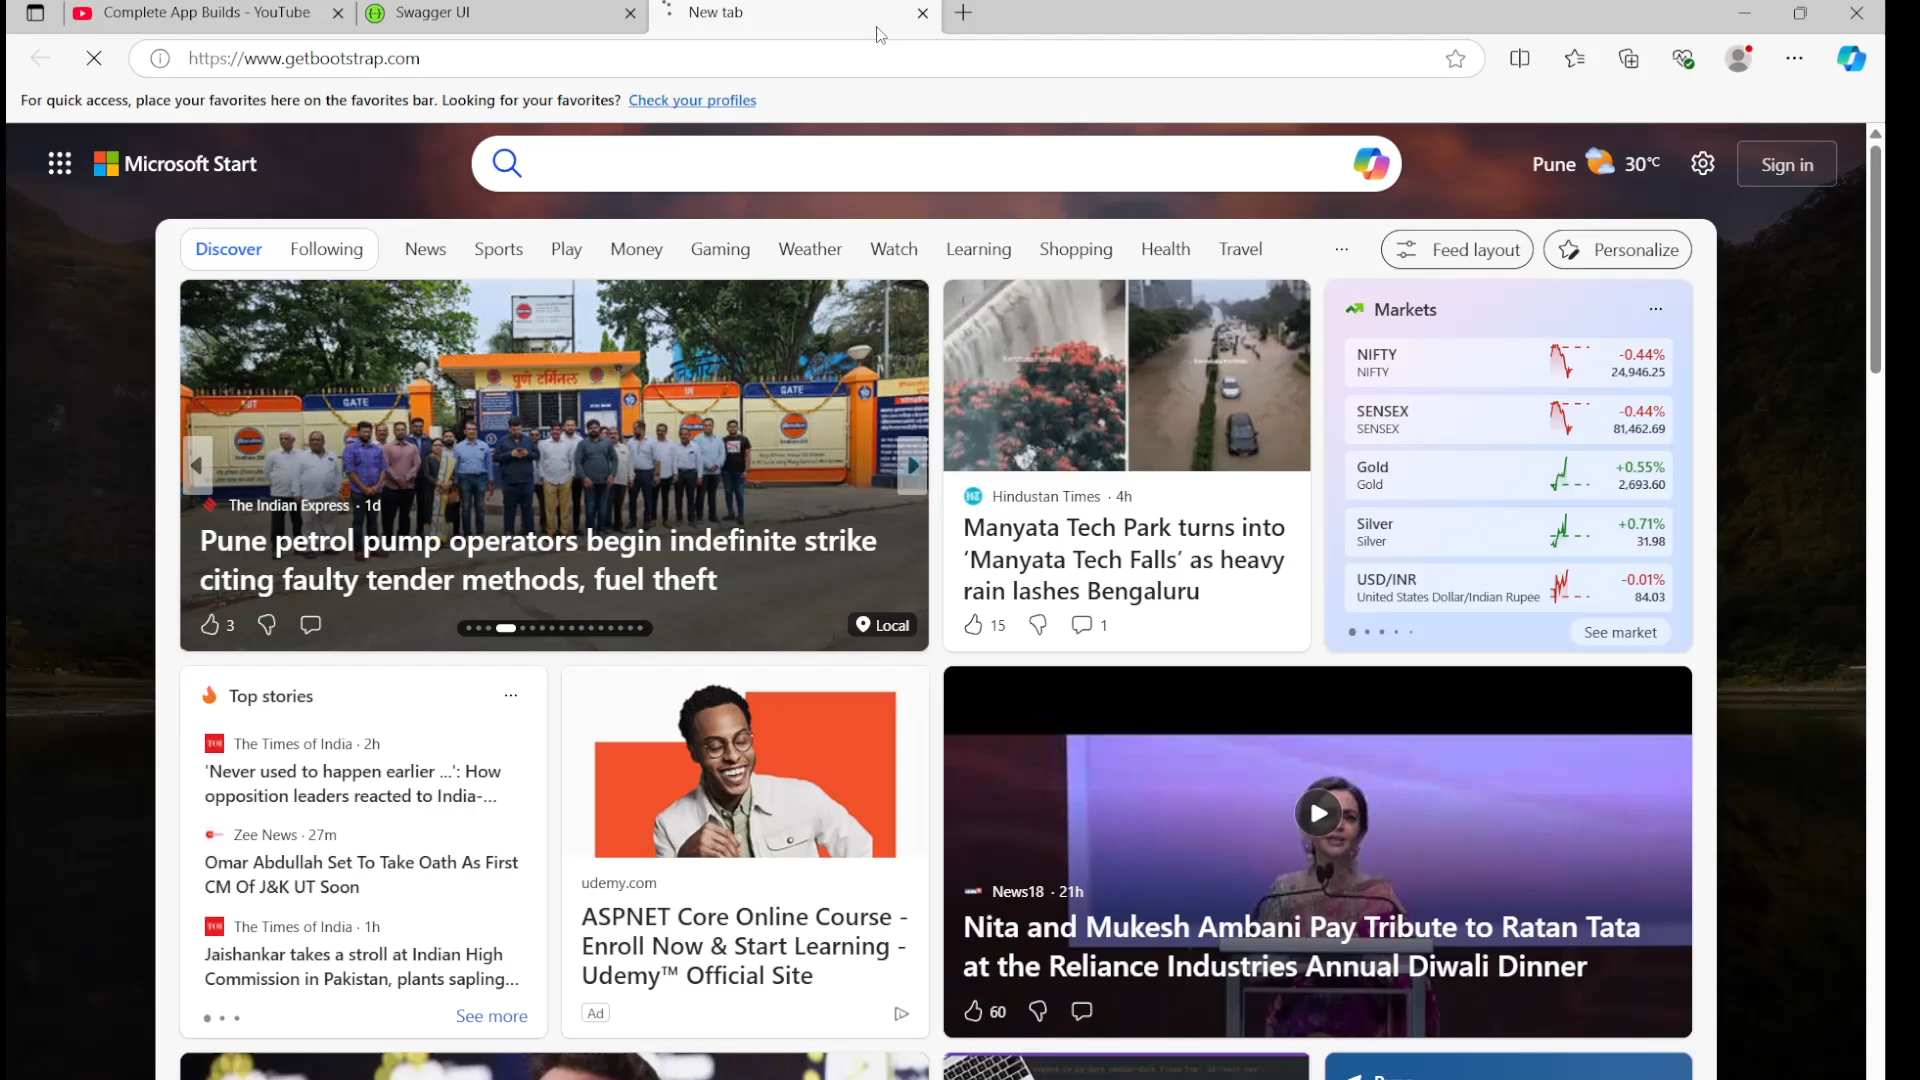 Complete App Builds - YouTube
Swagger UI
New tab
https://www.getbootstrap.com
For quick access, place your favorites here on the favorites bar. Looking for your favorites? Check your profiles
Microsoft Start
Pune 30°C
Sign in
Discover Following News Sports Play Money Gaming Weather Watch Learning Shopping Health Travel ...
Feed layout
Personalize
पुणे टर्मिनल
OUT
GATE
IN
GATE
The Indian Express · 1d
Pune petrol pump operators begin indefinite strike
citing faulty tender methods, fuel theft
3
Local
Hindustan Times · 4h
Manyata Tech Park turns into
‘Manyata Tech Falls’ as heavy
rain lashes Bengaluru
15
1
Markets
NIFTY -0.44%
NIFTY 24,946.25
SENSEX -0.44%
SENSEX 81,462.69
Gold +0.55%
Gold 2,693.60
Silver +0.71%
Silver 31.98
USD/INR -0.01%
United States Dollar/Indian Rupee 84.03
See market
Top stories
The Times of India · 2h
'Never used to happen earlier ...': How
opposition leaders reacted to India-...
Zee News · 27m
Omar Abdullah Set To Take Oath As First
CM Of J&K UT Soon
The Times of India · 1h
Jaishankar takes a stroll at Indian High
Commission in Pakistan, plants sapling...
See more
udemy.com
ASPNET Core Online Course -
Enroll Now & Start Learning -
Udemy™ Official Site
Ad
News18 · 21h
Nita and Mukesh Ambani Pay Tribute to Ratan Tata
at the Reliance Industries Annual Diwali Dinner
60